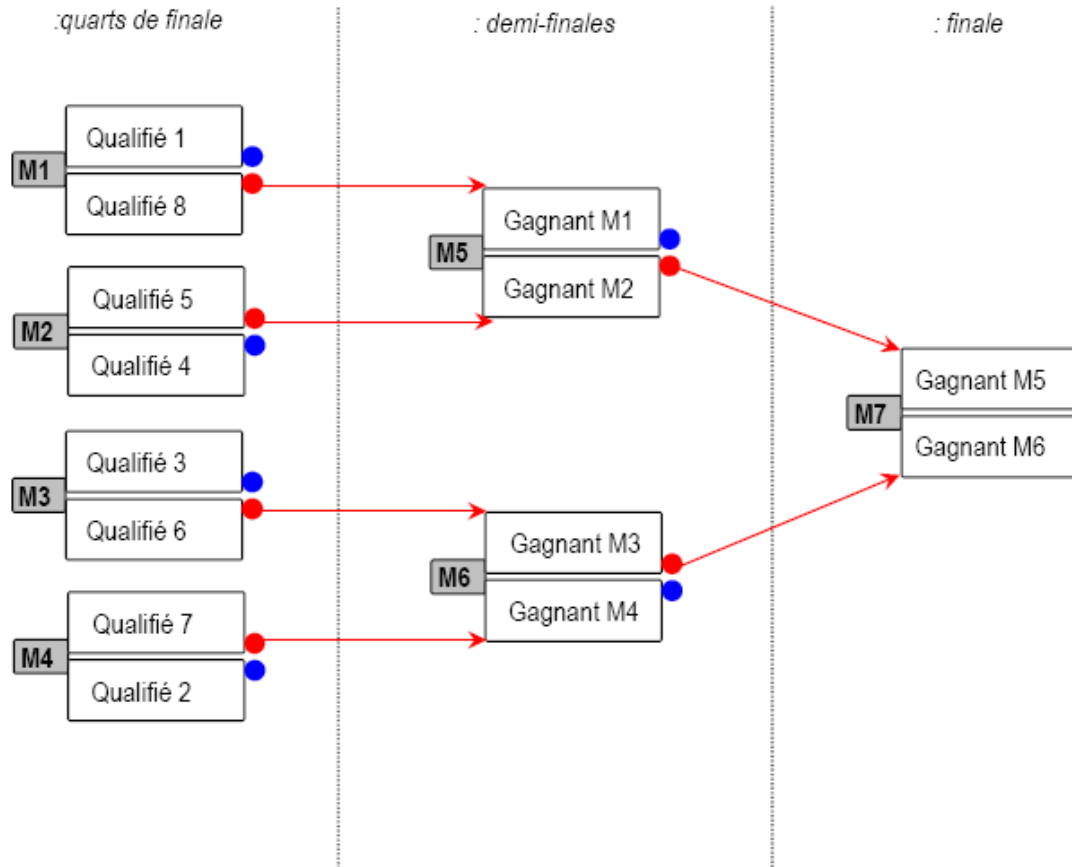 :quarts de finale
: demi-finales
: finale
M1
Qualifié 1
Qualifié 8
M2
Qualifié 5
Qualifié 4
M3
Qualifié 3
Qualifié 6
M4
Qualifié 7
Qualifié 2
M5
Gagnant M1
Gagnant M2
M6
Gagnant M3
Gagnant M4
M7
Gagnant M5
Gagnant M6